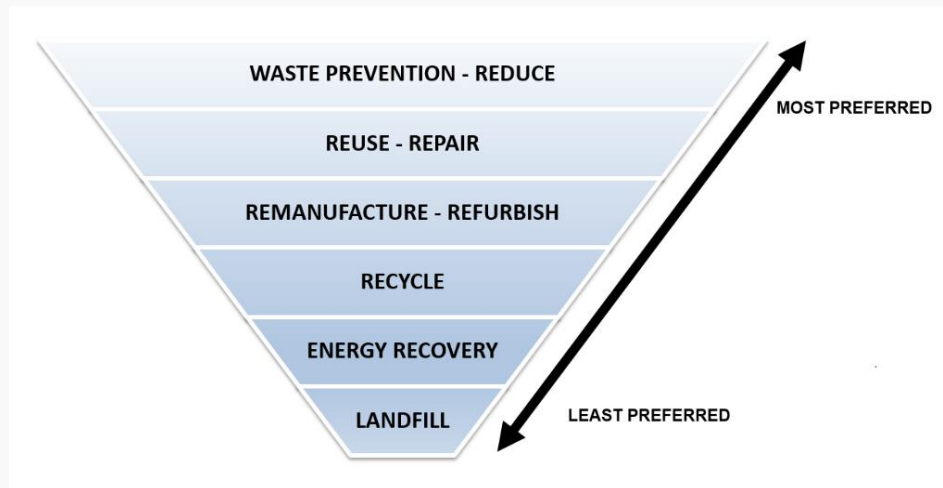 WASTE PREVENTION - REDUCE
MOST PREFERRED
REUSE - REPAIR
REMANUFACTURE - REFURBISH
RECYCLE
ENERGY RECOVERY
LANDFILL
LEAST PREFERRED